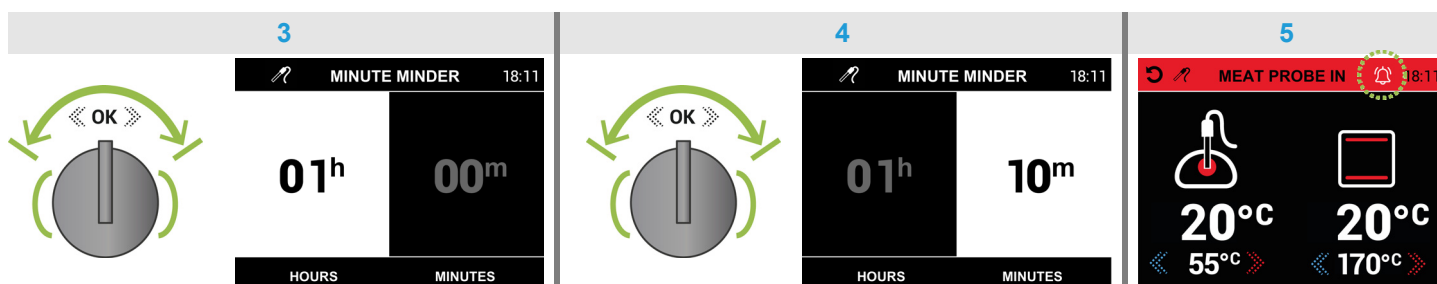 3
4
5
OK
MINUTE MINDER 18:11
01h 00m
HOURS MINUTES
OK
MINUTE MINDER 18:11
01h 10m
HOURS MINUTES
MEAT PROBE IN 18:11
20°C 20°C
55°C 170°C